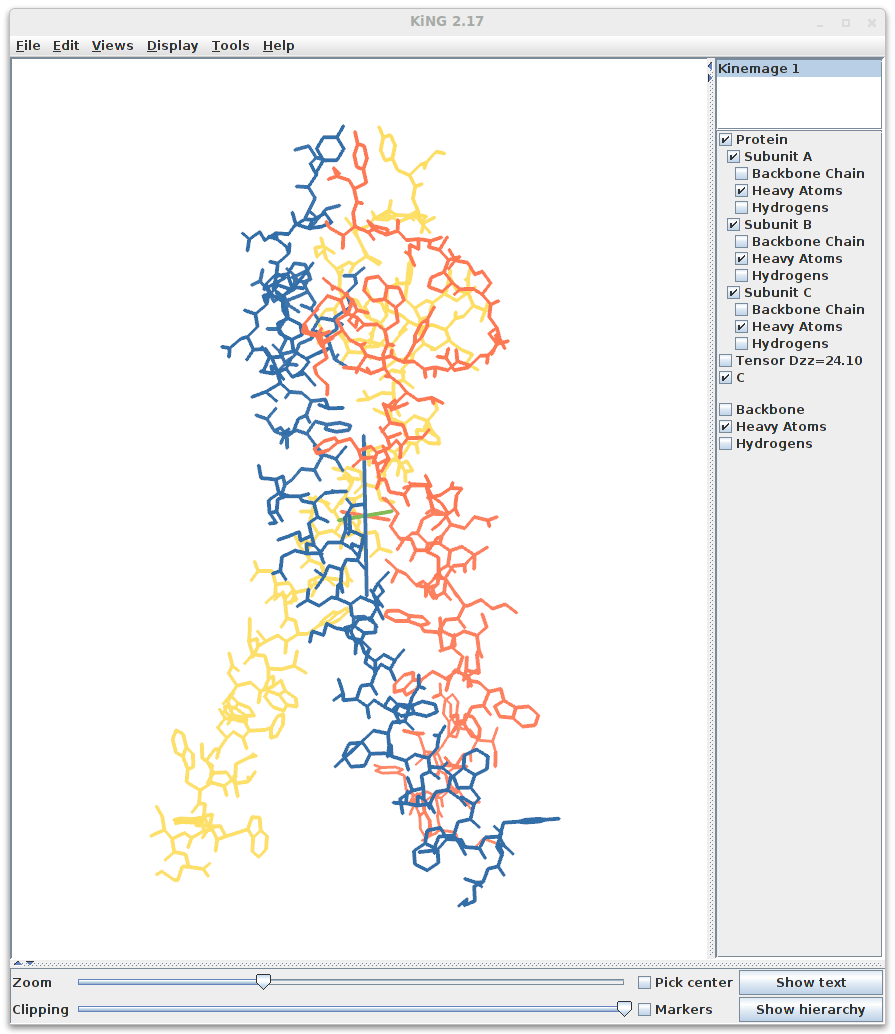 KiNG 2.17
File Edit Views Display Tools Help
Kinemage 1
Protein
Subunit A
Backbone Chain
Heavy Atoms
Hydrogens
Subunit B
Backbone Chain
Heavy Atoms
Hydrogens
Subunit C
Backbone Chain
Heavy Atoms
Hydrogens
Tensor Dzz=24.10
C
Backbone
Heavy Atoms
Hydrogens
Zoom
Pick center
Show text
Clipping
Markers
Show hierarchy